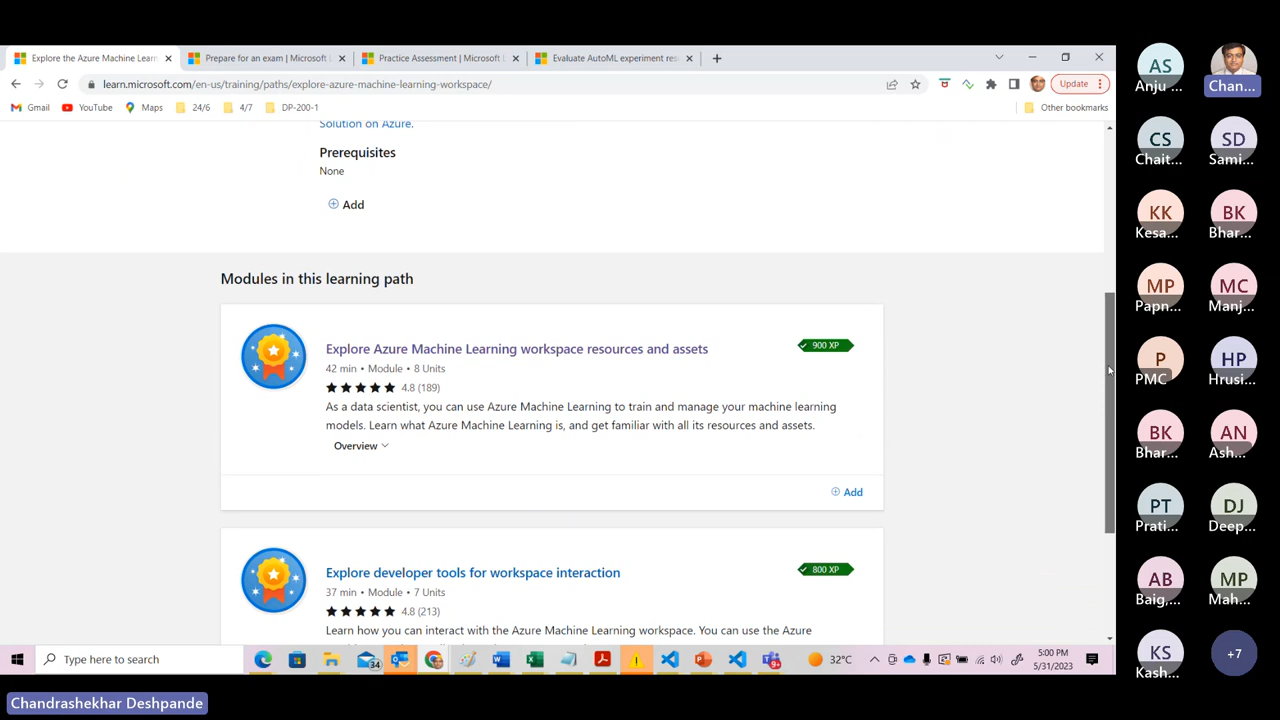 Explore the Azure Machine Lear
Prepare for an exam | Microsoft L
Practice Assessment | Microsoft L
Evaluate AutoML experiment res
learn.microsoft.com/en-us/training/paths/explore-azure-machine-learning-workspace/
Update
Gmail
YouTube
Maps
24/6
4/7
DP-200-1
Other bookmarks
Solution on Azure.
Prerequisites
None
Add
Modules in this learning path
Explore Azure Machine Learning workspace resources and assets
900 XP
42 min • Module • 8 Units
4.8 (189)
As a data scientist, you can use Azure Machine Learning to train and manage your machine learning
models. Learn what Azure Machine Learning is, and get familiar with all its resources and assets.
Overview
Add
Explore developer tools for workspace interaction
800 XP
37 min • Module • 7 Units
4.8 (213)
Learn how you can interact with the Azure Machine Learning workspace. You can use the Azure
Type here to search
34
9+
32°C
5:00 PM
5/31/2023
Chandrashekhar Deshpande
AS
Anju ...
Chan...
CS
Chait...
SD
Sami...
KK
Kesa...
BK
Bhar...
MP
Papn...
MC
Manj...
P
PMC
HP
Hrusi...
BK
Bhar...
AN
Ash...
PT
Prati...
DJ
Deep...
AB
Baig,...
MP
Mah...
KS
Kash...
+7